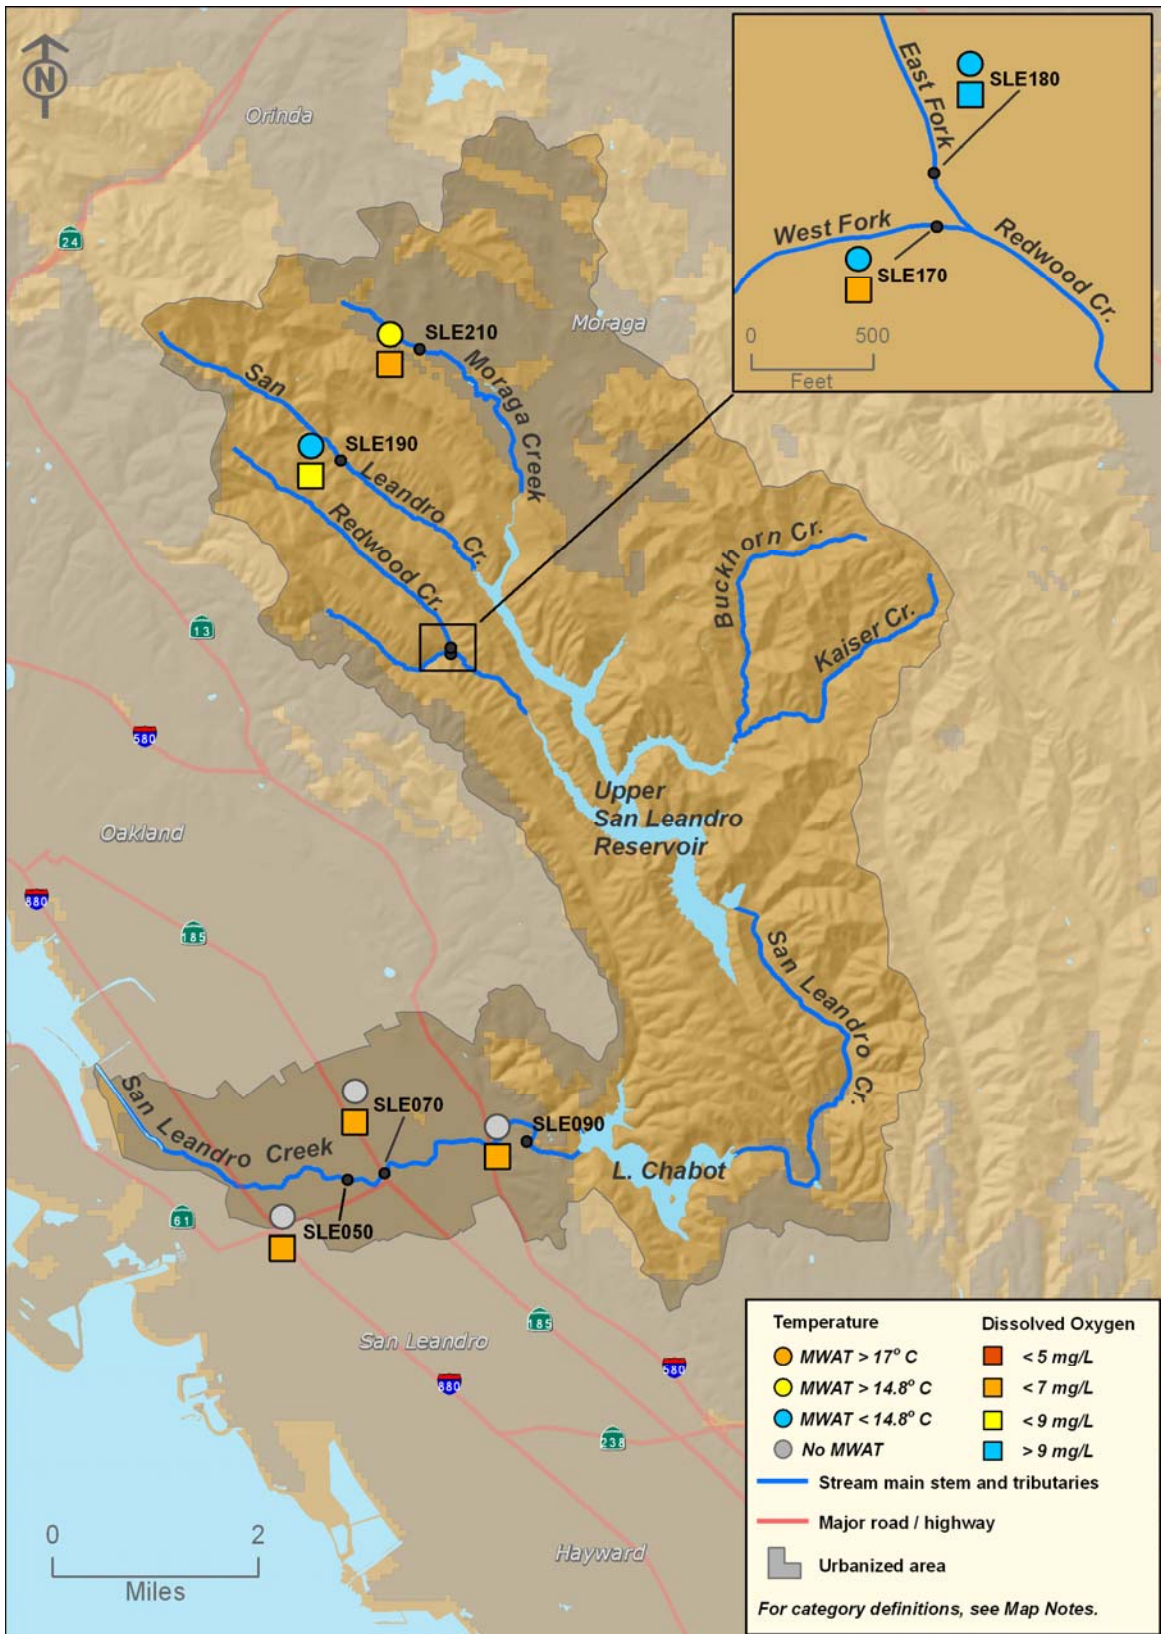 N
Orinda
24
Moraga
East Fork
SLE180
West Fork
SLE170
Redwood Cr.
0 500
Feet
SLE210
Moraga Creek
San Leandro Cr.
SLE190
Redwood Cr.
Buckhorn Cr.
Kaiser Cr.
13
580
Upper
San Leandro
Reservoir
Oakland
880
185
San Leandro Cr.
San Leandro Creek
SLE070
SLE090
L. Chabot
61
SLE050
185
San Leandro
580
880
238
Hayward
0 2
Miles
Temperature
MWAT > 17° C
MWAT > 14.8° C
MWAT < 14.8° C
No MWAT
Dissolved Oxygen
< 5 mg/L
< 7 mg/L
< 9 mg/L
> 9 mg/L
Stream main stem and tributaries
Major road / highway
Urbanized area
For category definitions, see Map Notes.